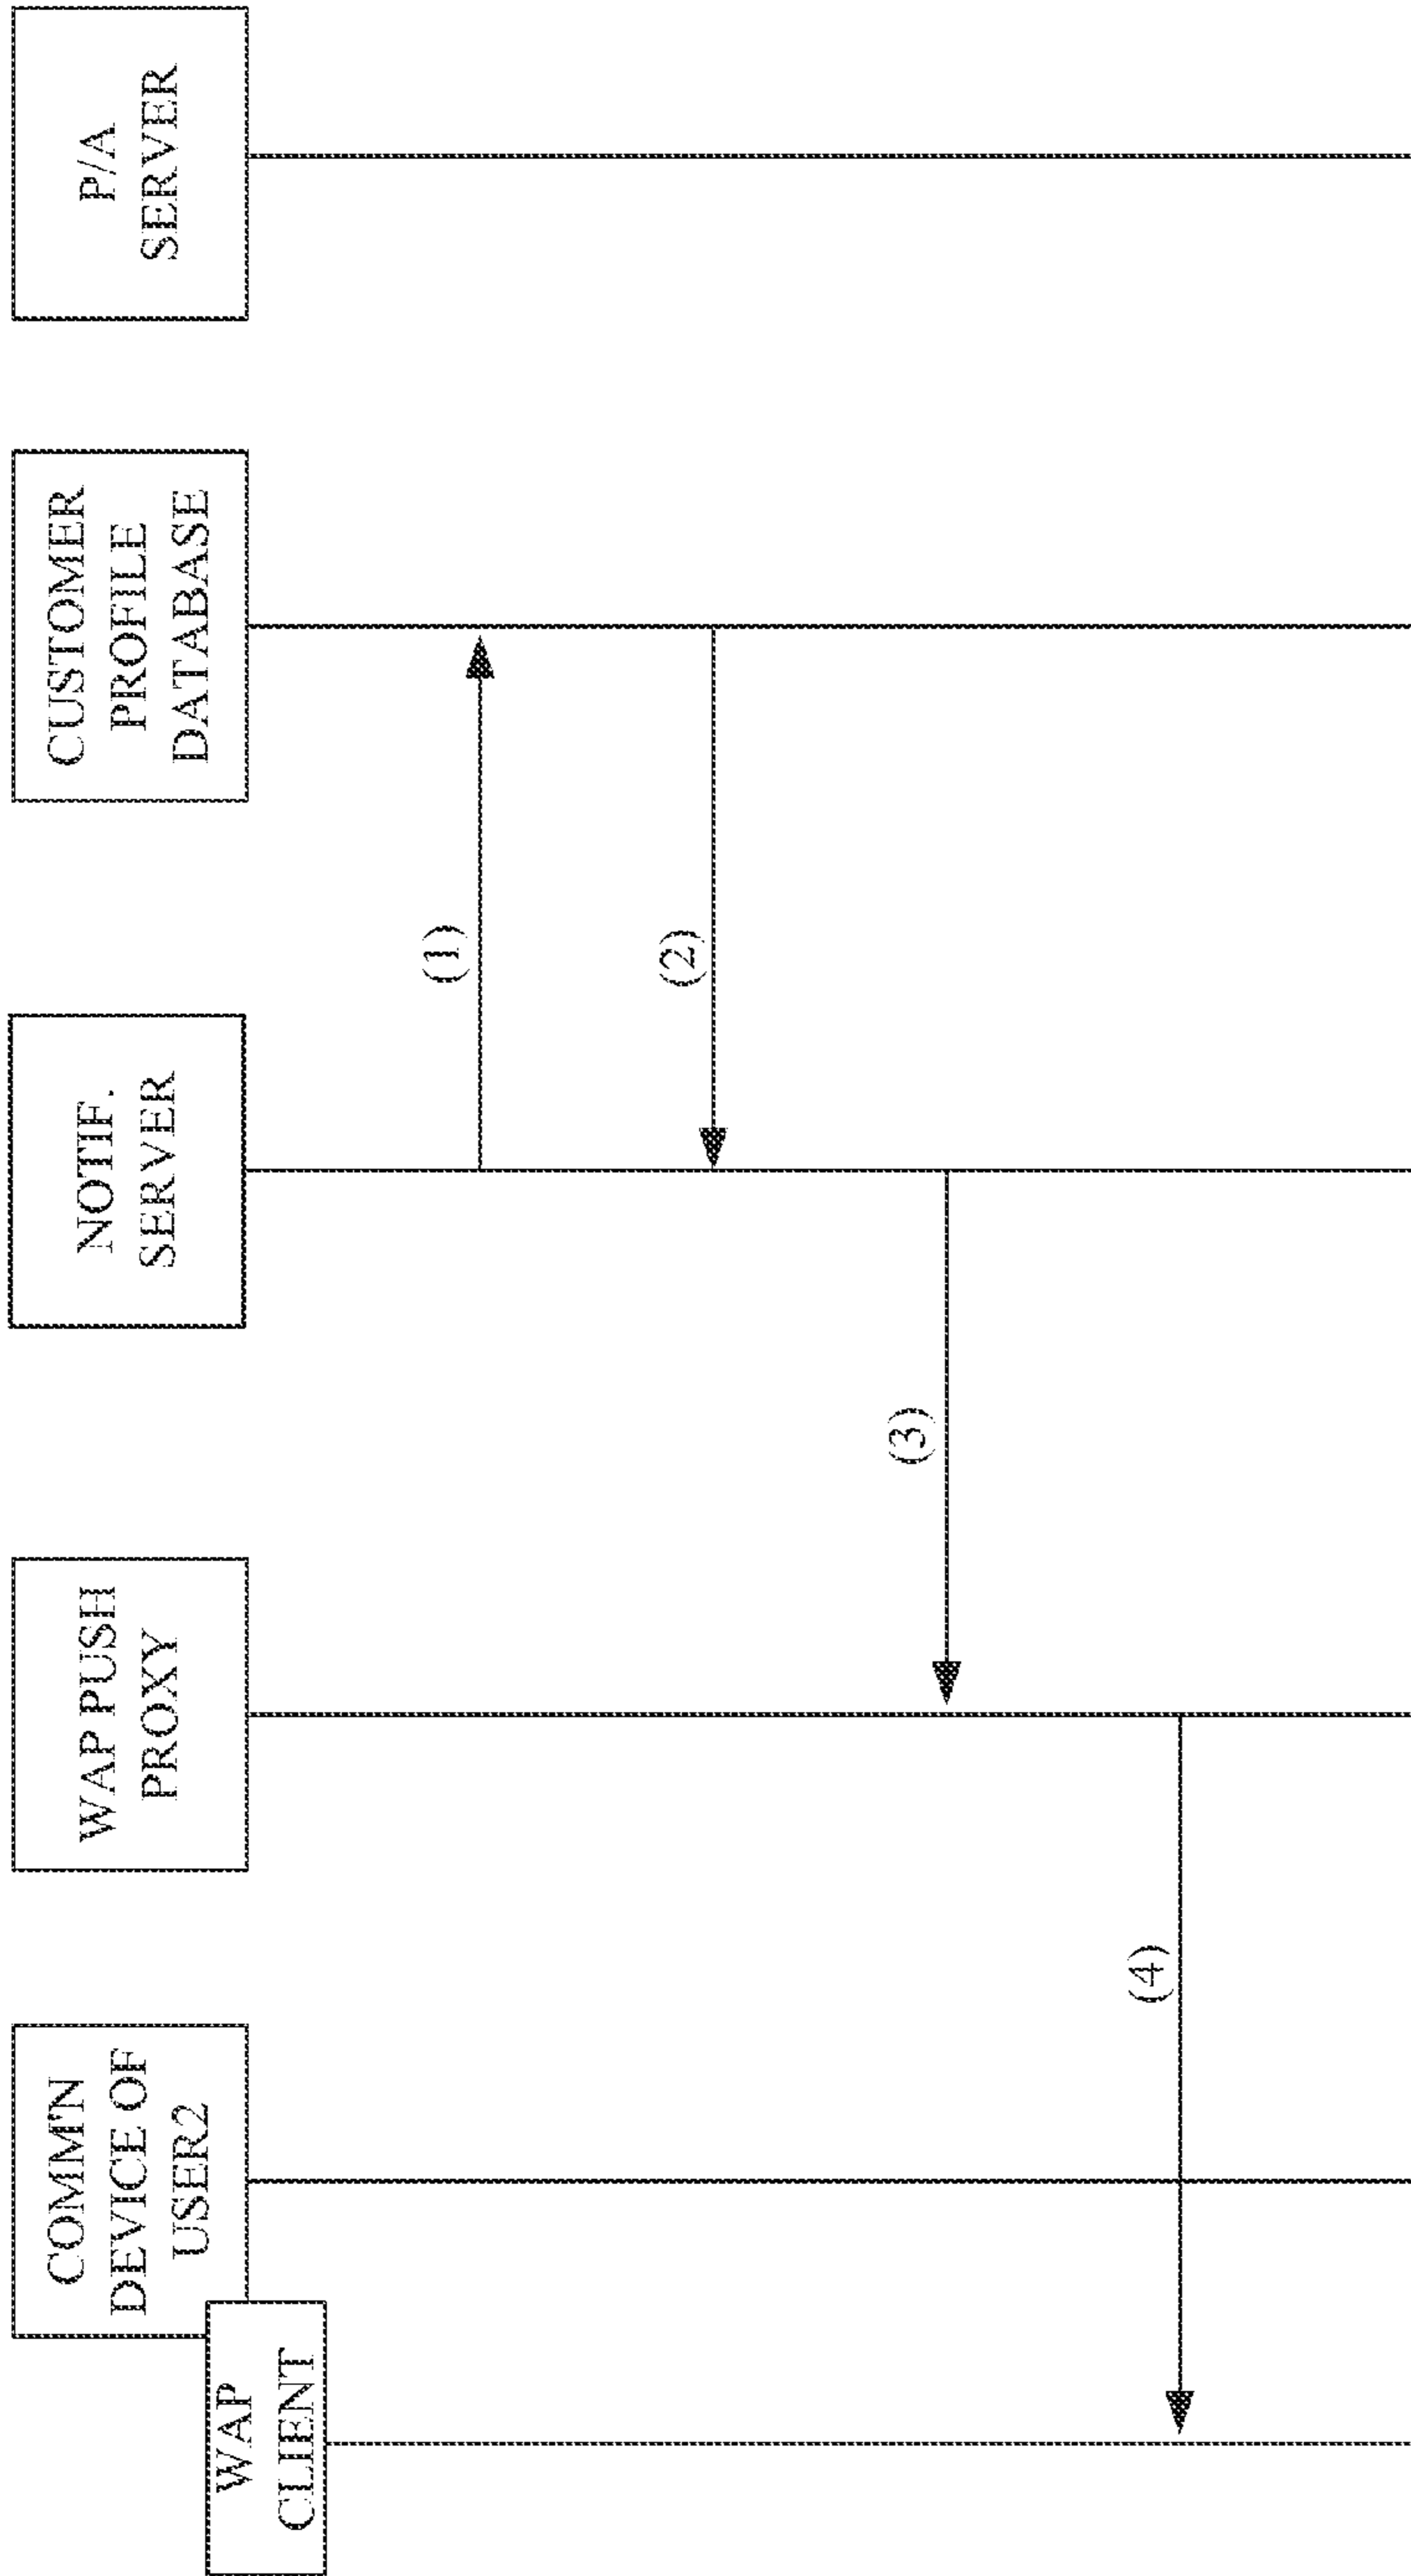 WAP
CLIENT
COMM'N
DEVICE OF
USER2
WAP PUSH
PROXY
NOTIF.
SERVER
CUSTOMER
PROFILE
DATABASE
P/A
SERVER
(1)
(2)
(3)
(4)